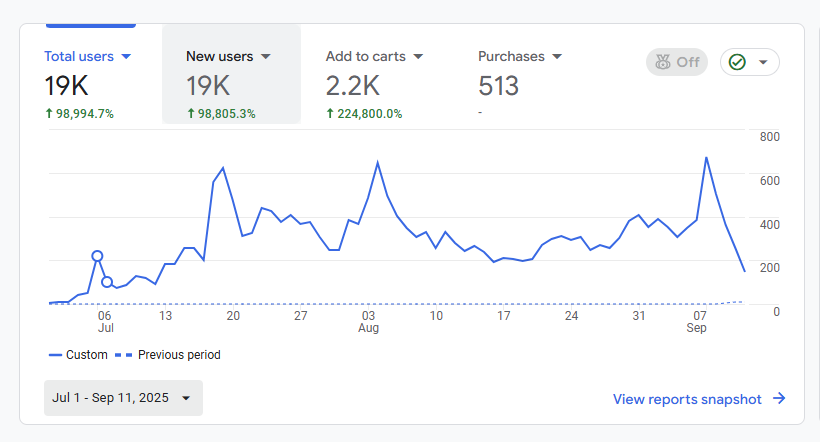 Total users
New users
Add to carts
Purchases
19K
19K
2.2K
513
98,994.7%
98,805.3%
224,800.0%
-
Off
800
600
400
200
0
06
Jul
13
20
27
03
Aug
10
17
24
31
07
Sep
Custom
Previous period
Jul 1 - Sep 11, 2025
View reports snapshot